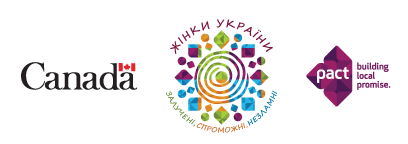 Canada
ЖІНКИ УКРАЇНИ
ЗАЛУЧЕНІ, СПРОМОЖНІ, НЕЗЛАМНІ
pact
building
local
promise.